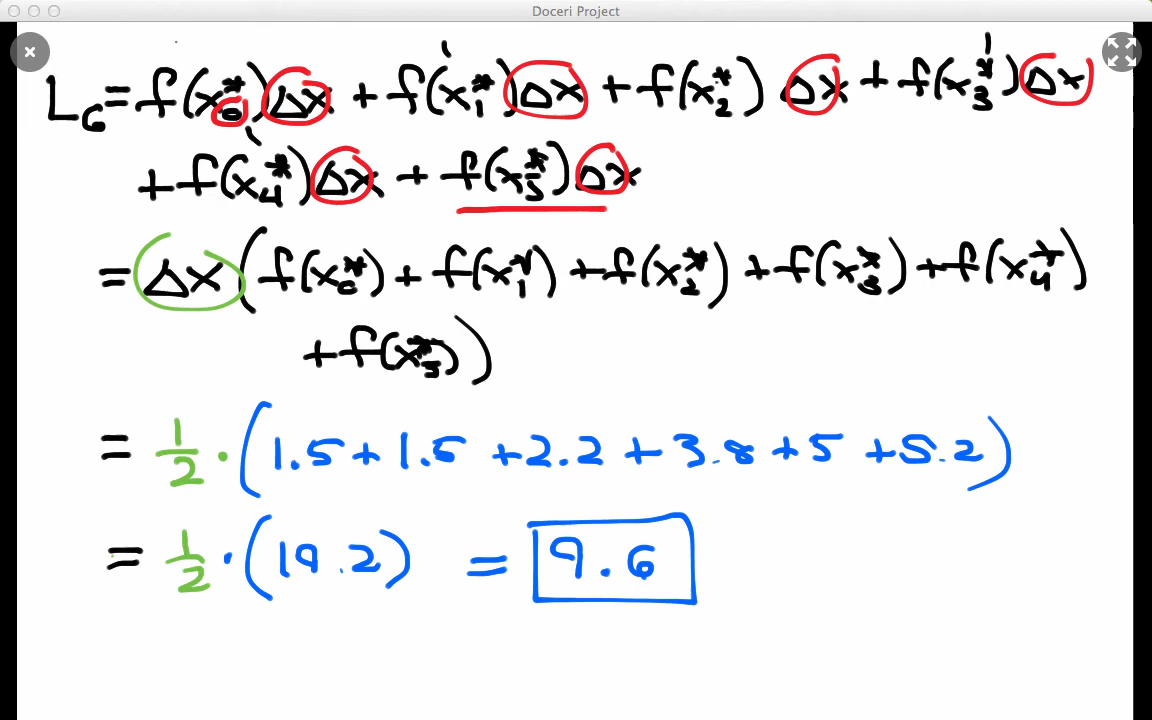 Doceri Project
L₆ = f(x₀*)Δx + f(x₁*)Δx + f(x₂*) Δx + f(x₃*)Δx
+ f(x₄*)Δx + f(x₅*)Δx
= Δx (f(x₀*) + f(x₁*) + f(x₂*) + f(x₃*) + f(x₄*)
+ f(x₅*))
= 1/2 · (1.5 + 1.5 + 2.2 + 3.8 + 5 + 5.2)
= 1/2 · (19.2) = 9.6